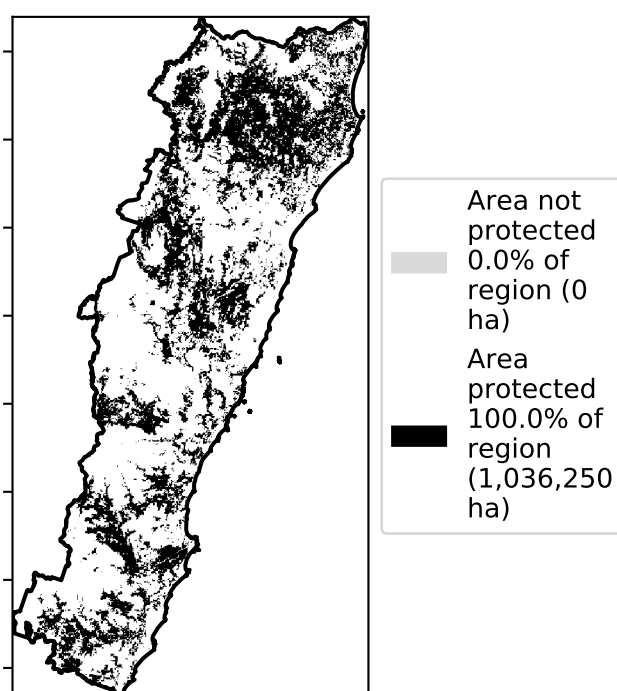 Area not
protected
0.0% of
region (0
ha)
Area
protected
100.0% of
region
(1,036,250
ha)